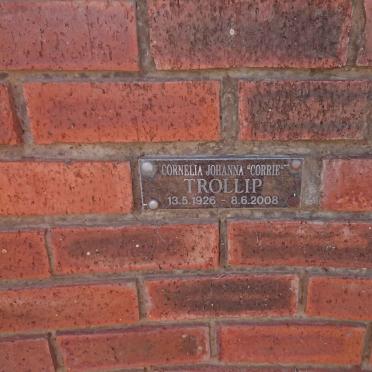 CORNELIA JOHANNA "CORRIE"
TROLLIP
13.5.1926 - 8.6.2008